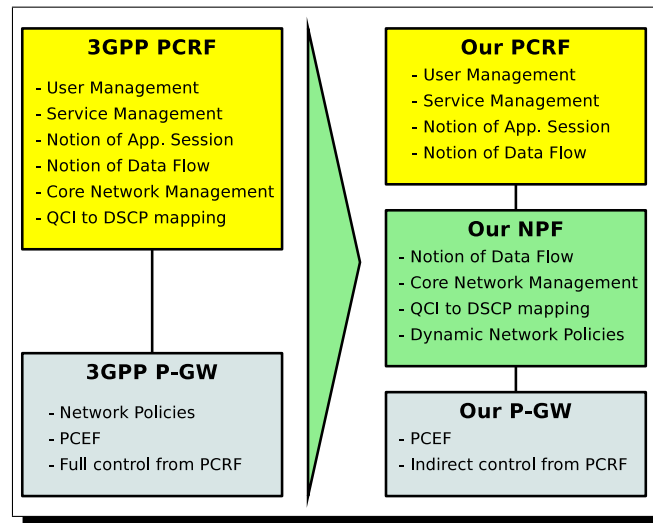 3GPP PCRF
- User Management
- Service Management
- Notion of App. Session
- Notion of Data Flow
- Core Network Management
- QCI to DSCP mapping
3GPP P-GW
- Network Policies
- PCEF
- Full control from PCRF
Our PCRF
- User Management
- Service Management
- Notion of App. Session
- Notion of Data Flow
Our NPF
- Notion of Data Flow
- Core Network Management
- QCI to DSCP mapping
- Dynamic Network Policies
Our P-GW
- PCEF
- Indirect control from PCRF